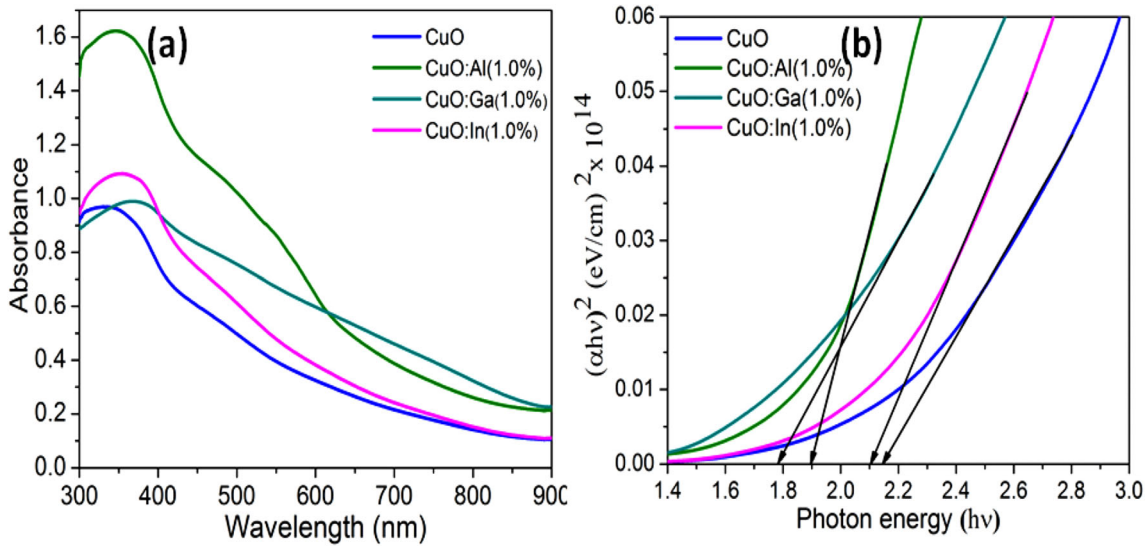 (a)
CuO
CuO:Al(1.0%)
CuO:Ga(1.0%)
CuO:In(1.0%)
1.6
1.4
1.2
1.0
0.8
0.6
0.4
0.2
0.0
Absorbance
300 400 500 600 700 800 900
Wavelength (nm)
(b)
CuO
CuO:Al(1.0%)
CuO:Ga(1.0%)
CuO:In(1.0%)
0.06
0.05
0.04
0.03
0.02
0.01
0.00
(αhν)² (eV/cm) ² x 10¹⁴
1.4 1.6 1.8 2.0 2.2 2.4 2.6 2.8 3.0
Photon energy (hν)